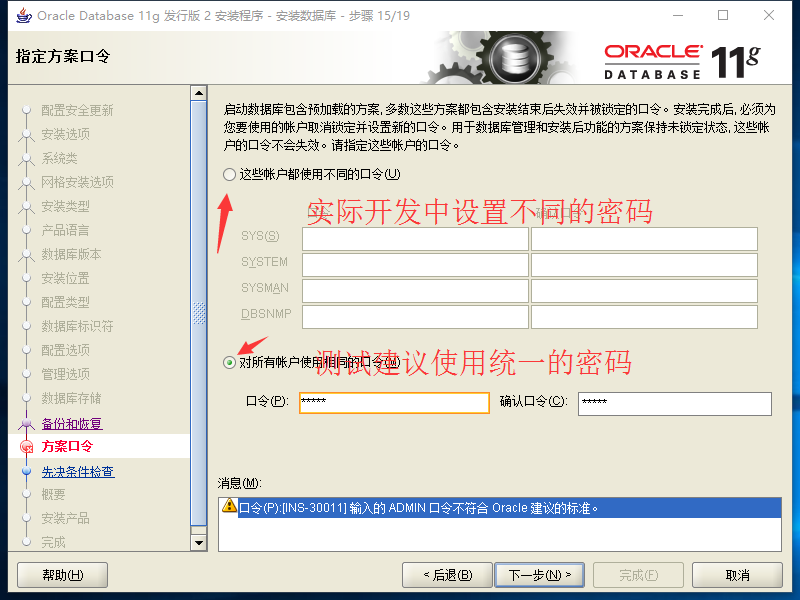 Oracle Database 11g 发行版 2 安装程序 - 安装数据库 - 步骤 15/19
指定方案口令
ORACLE
DATABASE 11g
配置安全更新
安装选项
系统类
网格安装选项
安装类型
产品语言
数据库版本
安装位置
配置类型
数据库标识符
配置选项
管理选项
数据库存储
备份和恢复
方案口令
先决条件检查
概要
安装产品
完成
启动数据库包含预加载的方案, 多数这些方案都包含安装结束后失效并被锁定的口令。安装完成后, 必须为
您要使用的帐户取消锁定并设置新的口令。用于数据库管理和安装后功能的方案保持未锁定状态, 这些帐
户的口令不会失效。请指定这些帐户的口令。
这些帐户都使用不同的口令(U)
实际开发中设置不同的密码
SYS(S)
SYSTEM
SYSMAN
DBSNMP
对所有帐户使用相同的口令(W)
测试建议使用统一的密码
口令(P): ***** 确认口令(C): *****
消息(M):
口令(P):[INS-30011] 输入的 ADMIN 口令不符合 Oracle 建议的标准。
帮助(H) < 后退(B) 下一步(N) > 完成(F) 取消